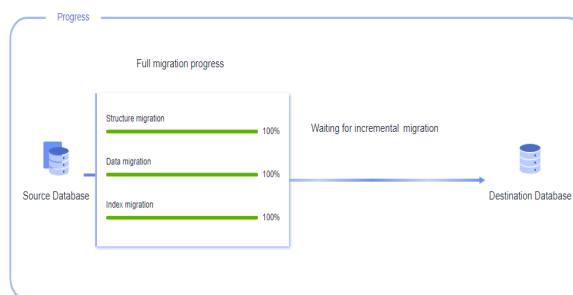 Progress
Full migration progress
Structure migration
100%
Waiting for incremental migration
Data migration
100%
Source Database
Destination Database
Index migration
100%